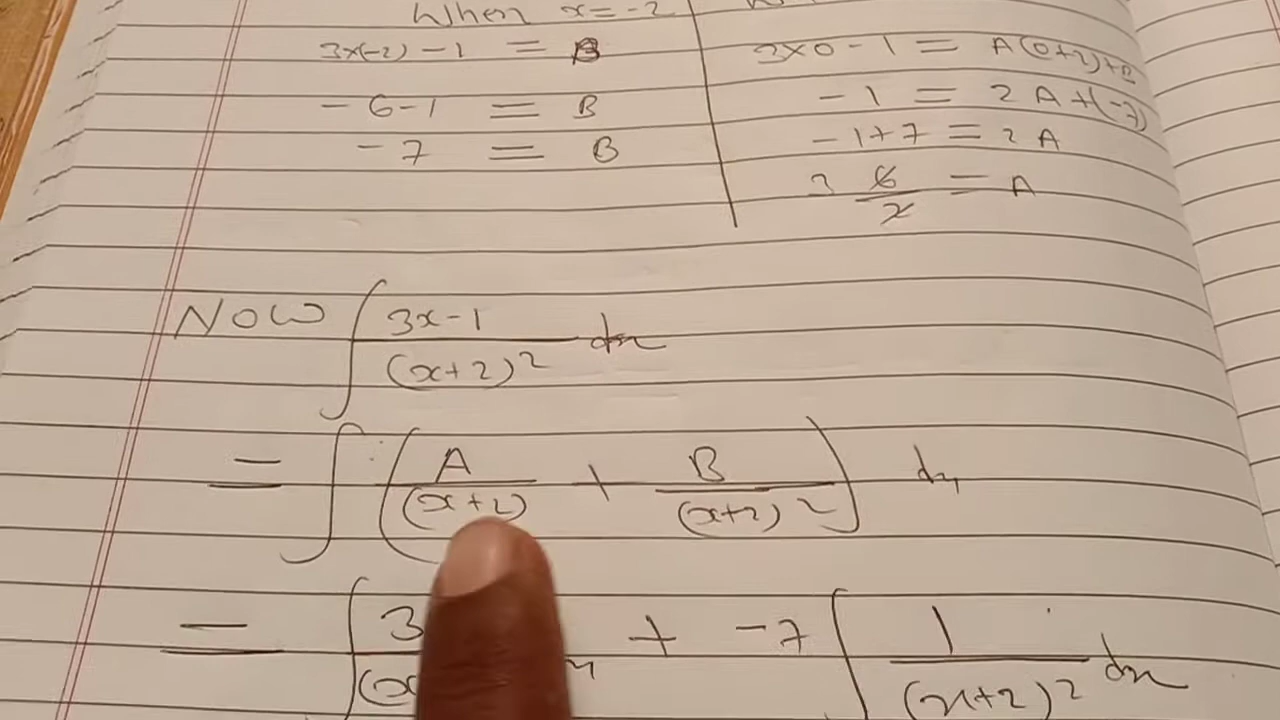 When x = -2
3x(-2) - 1 = B
- 6 - 1 = B
- 7 = B
3 x 0 - 1 = A(0+2)+B
- 1 = 2A + (-7)
- 1 + 7 = 2A
3 6/2 = A
NOW ∫ 3x-1/(x+2)² dx
= ∫ (A/(x+2) + B/(x+2)²) dx
= ∫ 3 + -7 ∫ 1/(x+2)² dx